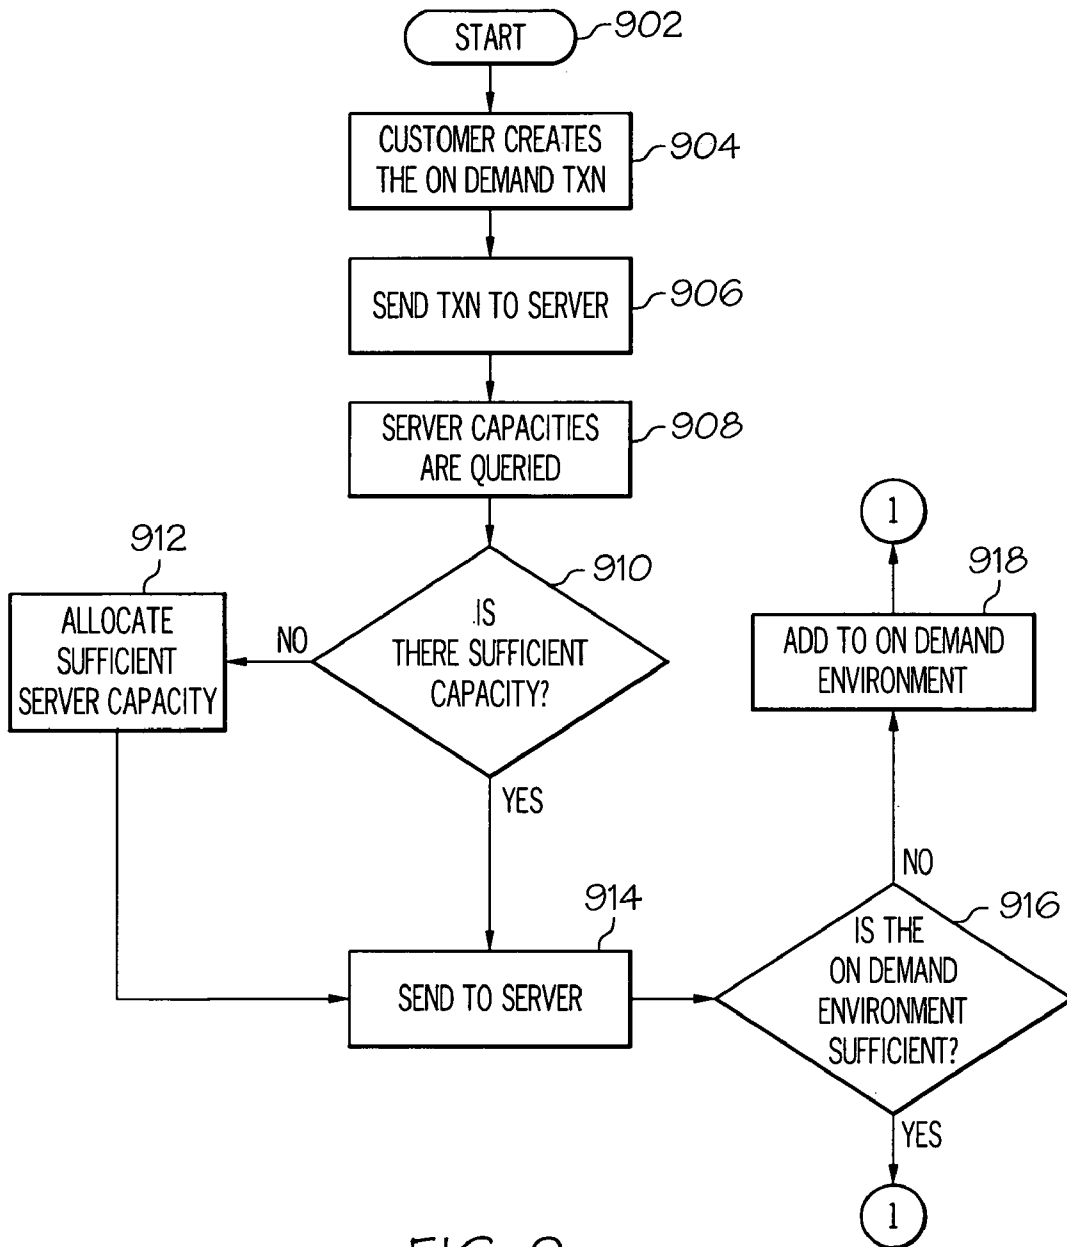 START
902
CUSTOMER CREATES
THE ON DEMAND TXN
904
SEND TXN TO SERVER
906
SERVER CAPACITIES
ARE QUERIED
908
IS
THERE SUFFICIENT
CAPACITY?
910
NO
912
ALLOCATE
SUFFICIENT
SERVER CAPACITY
YES
914
SEND TO SERVER
916
IS THE
ON DEMAND
ENVIRONMENT
SUFFICIENT?
NO
918
ADD TO ON DEMAND
ENVIRONMENT
1
YES
1